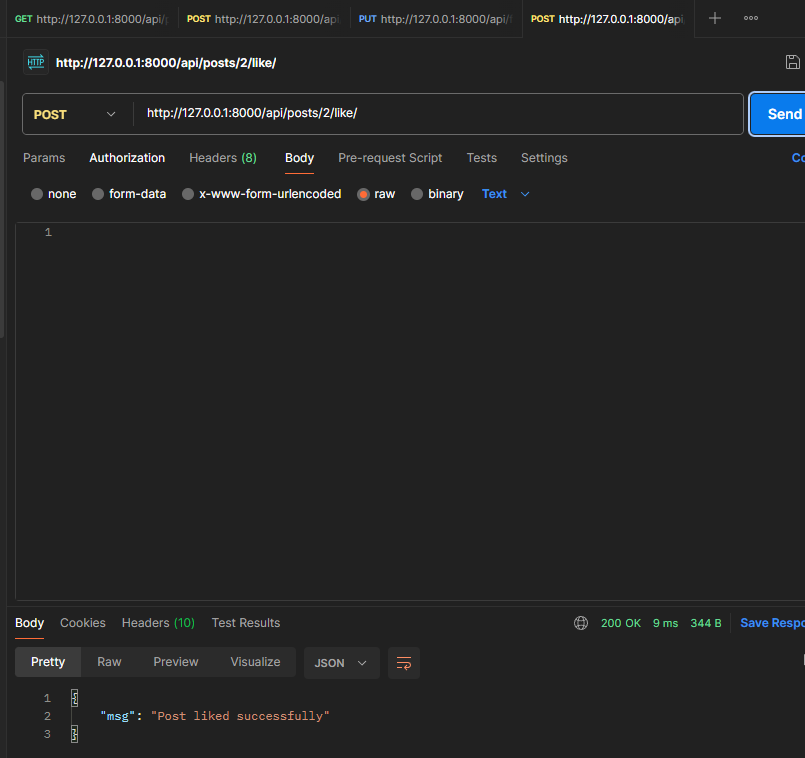 GET http://127.0.0.1:8000/api/p
POST http://127.0.0.1:8000/api.
PUT http://127.0.0.1:8000/api/
POST http://127.0.0.1:8000/api.
HTTP http://127.0.0.1:8000/api/posts/2/like/
POST http://127.0.0.1:8000/api/posts/2/like/ Send
Params Authorization Headers (8) Body Pre-request Script Tests Settings Co
none form-data x-www-form-urlencoded raw binary Text
1
Body Cookies Headers (10) Test Results 200 OK 9 ms 344 B Save Respo
Pretty Raw Preview Visualize JSON
1 {
2 "msg": "Post liked successfully"
3 }